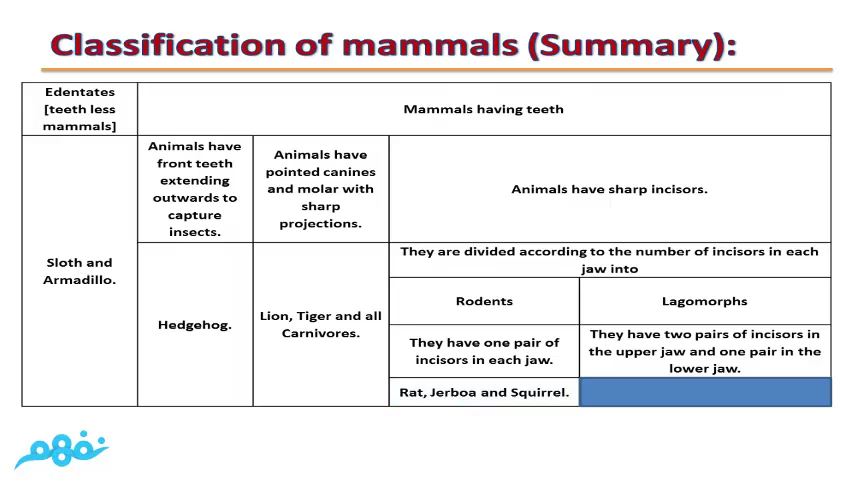 Classification of mammals (Summary):
Edentates
[teeth less
mammals]
Mammals having teeth
Animals have
front teeth
extending
outwards to
capture
insects.
Animals have
pointed canines
and molar with
sharp
projections.
Animals have sharp incisors.
Sloth and
Armadillo.
Hedgehog.
Lion, Tiger and all
Carnivores.
They are divided according to the number of incisors in each
jaw into
Rodents
Lagomorphs
They have one pair of
incisors in each jaw.
They have two pairs of incisors in
the upper jaw and one pair in the
lower jaw.
Rat, Jerboa and Squirrel.
نفهم